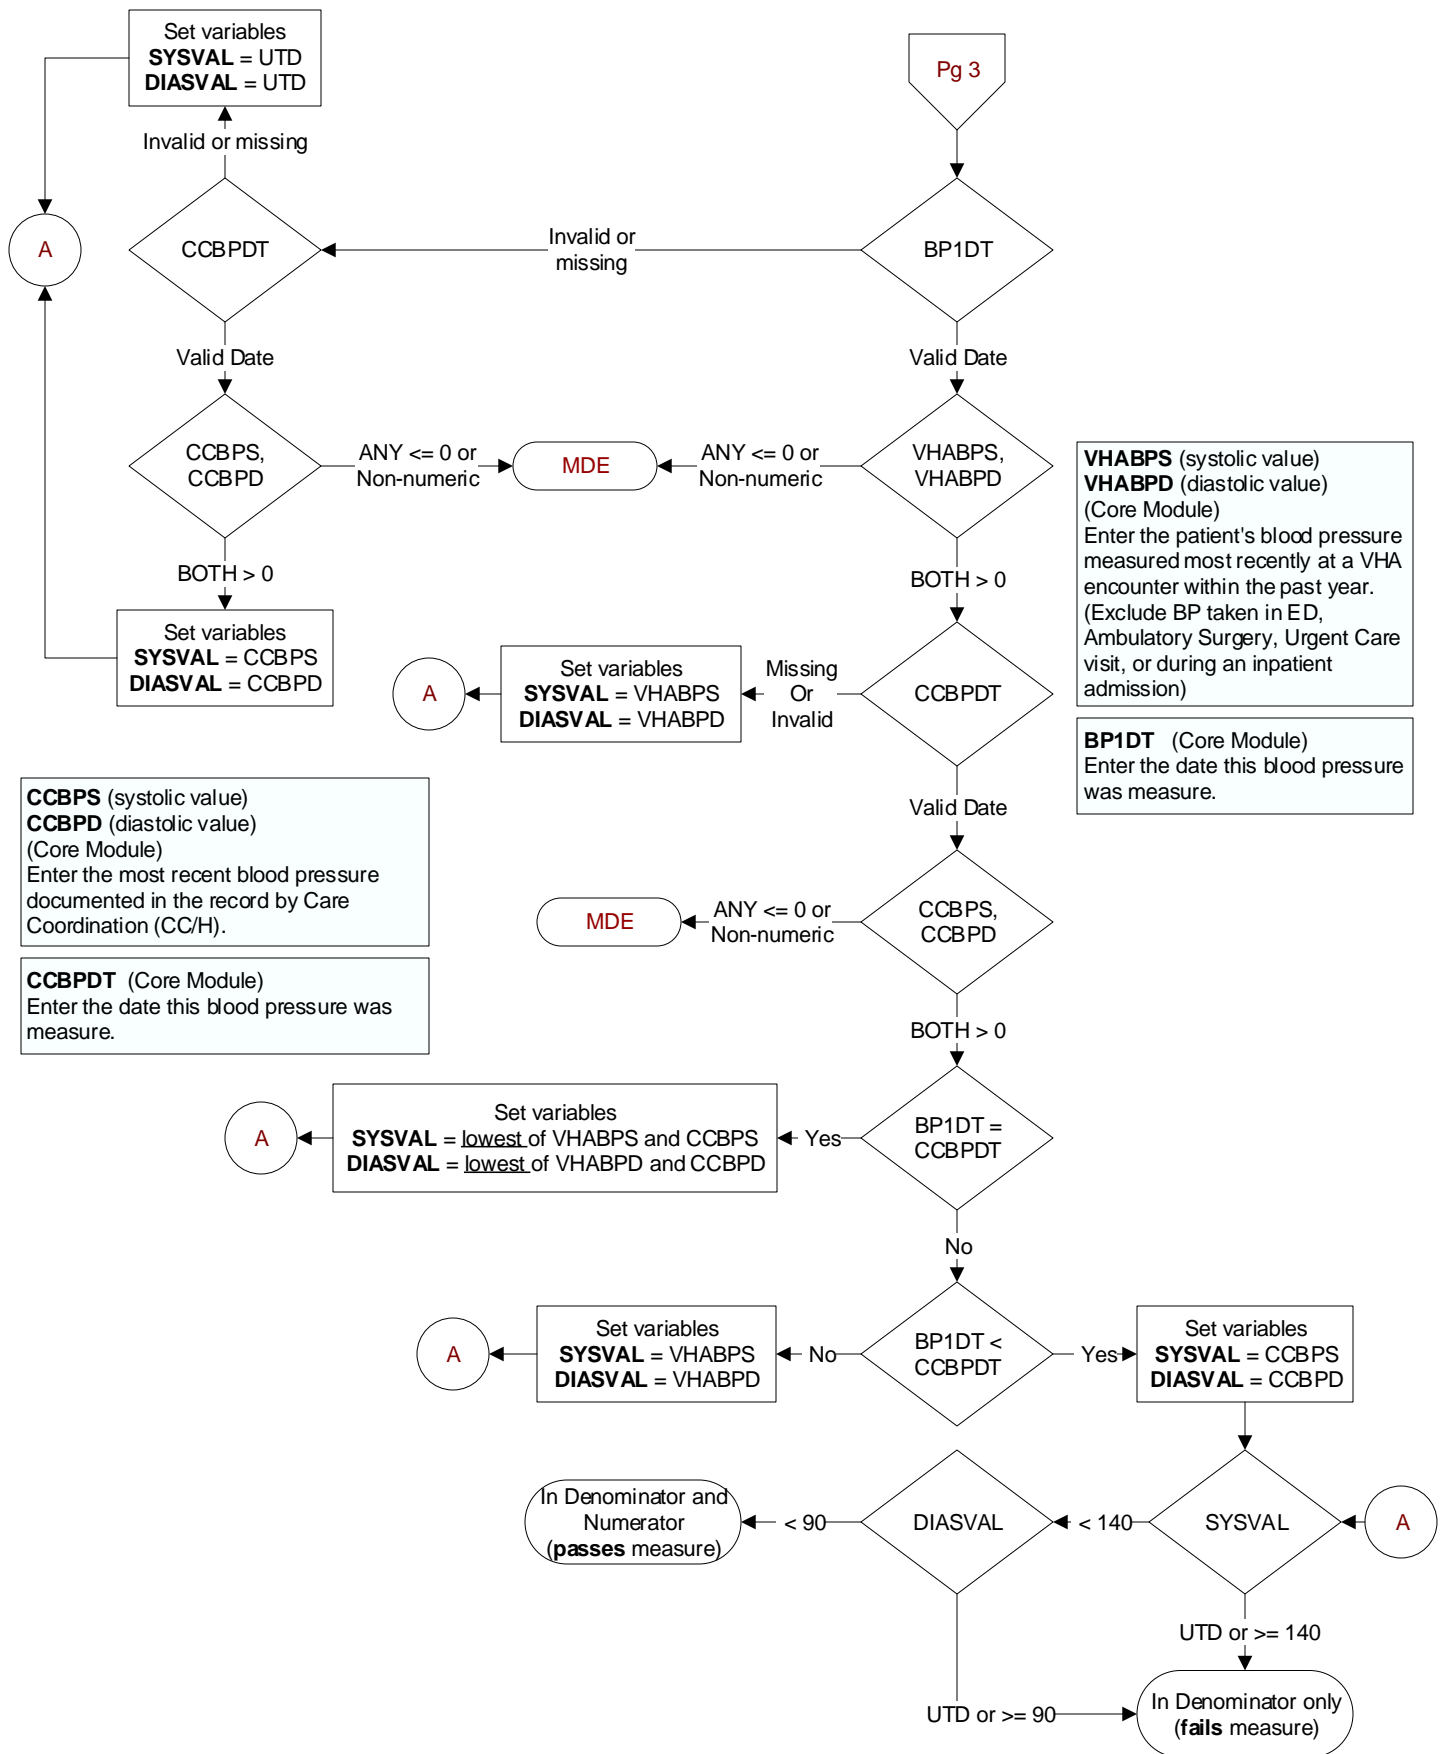 Set variables
SYSVAL = UTD
DIASVAL = UTD
Pg 3
Invalid or missing
A
CCBPDT
Invalid or
missing
BP1DT
Valid Date
Valid Date
CCBPS,
CCBPD
ANY <= 0 or
Non-numeric
MDE
ANY <= 0 or
Non-numeric
VHABPS,
VHABPD
VHABPS (systolic value)
VHABPD (diastolic value)
(Core Module)
Enter the patient's blood pressure
measured most recently at a VHA
encounter within the past year.
(Exclude BP taken in ED,
Ambulatory Surgery, Urgent Care
visit, or during an inpatient
admission)
BOTH > 0
BOTH > 0
Set variables
SYSVAL = CCBPS
DIASVAL = CCBPD
A
Set variables
SYSVAL = VHABPS
DIASVAL = VHABPD
Missing
Or
Invalid
CCBPDT
BP1DT (Core Module)
Enter the date this blood pressure
was measure.
CCBPS (systolic value)
CCBPD (diastolic value)
(Core Module)
Enter the most recent blood pressure
documented in the record by Care
Coordination (CC/H).
Valid Date
MDE
ANY <= 0 or
Non-numeric
CCBPS,
CCBPD
CCBPDT (Core Module)
Enter the date this blood pressure was
measure.
BOTH > 0
A
Set variables
SYSVAL = lowest of VHABPS and CCBPS
DIASVAL = lowest of VHABPD and CCBPD
Yes
BP1DT =
CCBPDT
No
A
Set variables
SYSVAL = VHABPS
DIASVAL = VHABPD
No
BP1DT <
CCBPDT
Yes
Set variables
SYSVAL = CCBPS
DIASVAL = CCBPD
In Denominator and
Numerator
(passes measure)
< 90
DIASVAL
< 140
SYSVAL
A
UTD or >= 140
UTD or >= 90
In Denominator only
(fails measure)